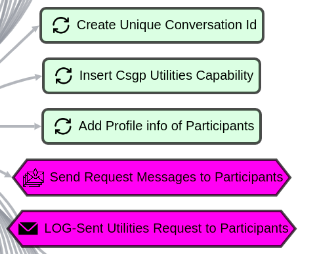 Create Unique Conversation Id
Insert Csgp Utilities Capability
Add Profile info of Participants
Send Request Messages to Participants
LOG-Sent Utilities Request to Participants